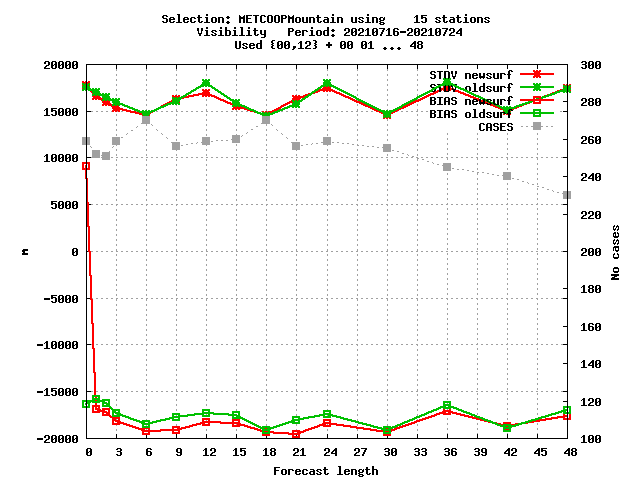 Selection: METCOOPMountain using    15 stations
Visibility   Period: 20210716-20210724
Used {00,12} + 00 01 ... 48
20000 300
STDV newsurf
STDV oldsurf
15000 280
BIAS newsurf
BIAS oldsurf
CASES
260
10000
240
5000
220
m 0 200 No cases
180
-5000
160
-10000
140
-15000
120
-20000 100
0 3 6 9 12 15 18 21 24 27 30 33 36 39 42 45 48
Forecast length